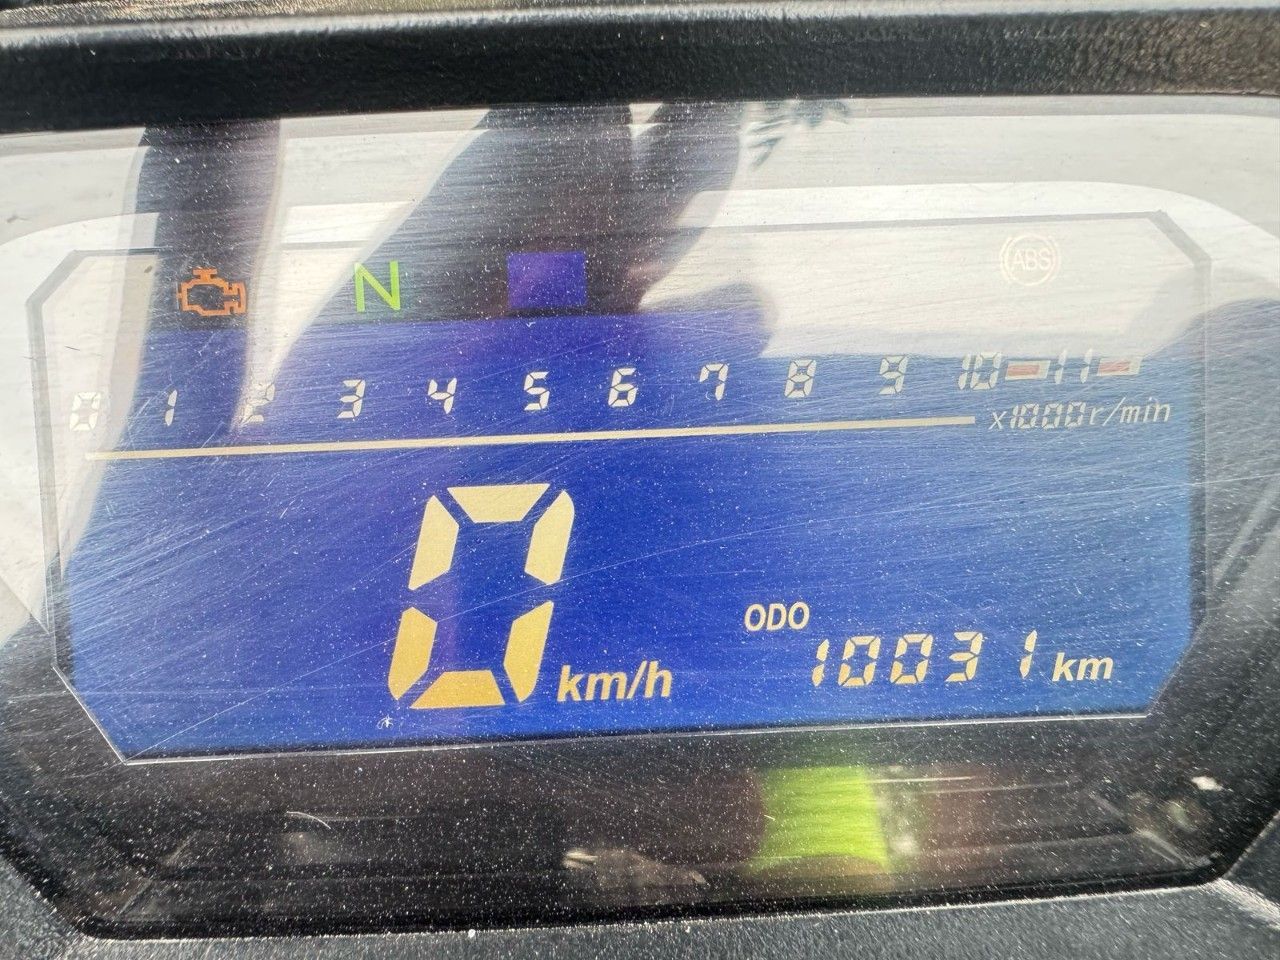 N
ABS
0 1 2 3 4 5 6 7 8 9 10 11
x1000r/min
0 km/h
ODO
10031 km